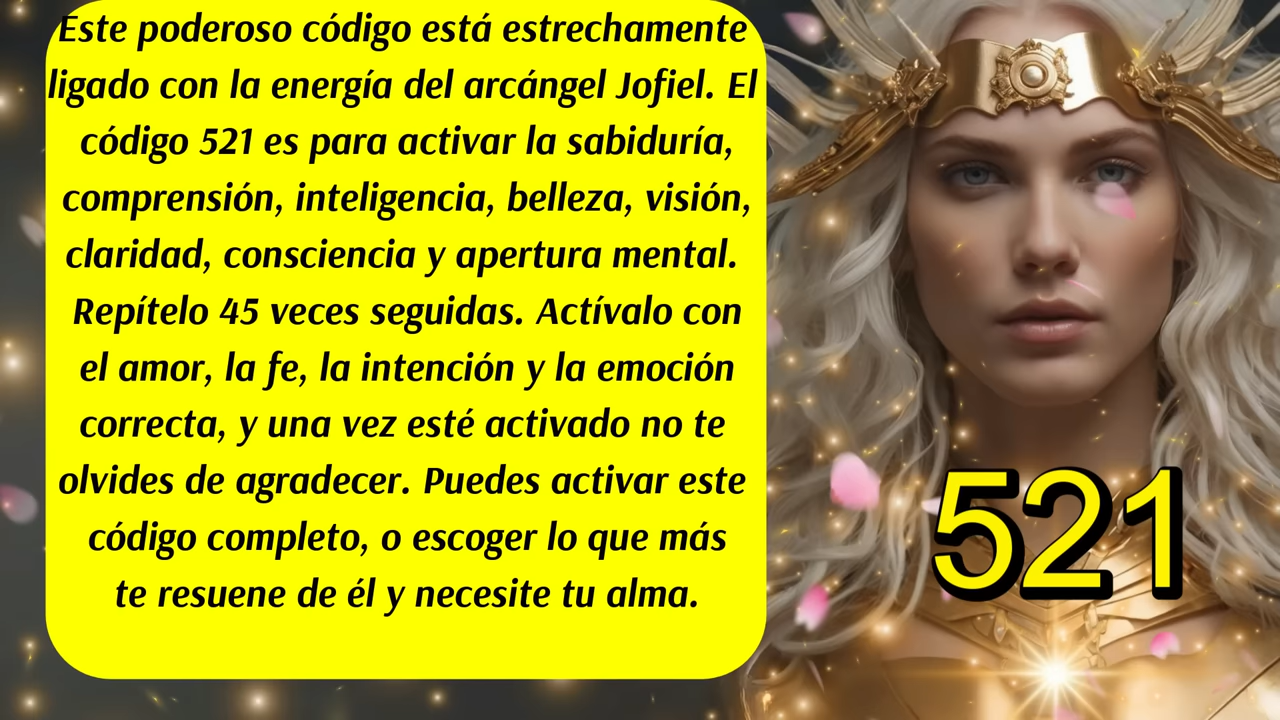 Este poderoso código está estrechamente
ligado con la energía del arcángel Jofiel. El
código 521 es para activar la sabiduría,
comprensión, inteligencia, belleza, visión,
claridad, consciencia y apertura mental.
Repítelo 45 veces seguidas. Actívalo con
el amor, la fe, la intención y la emoción
correcta, y una vez esté activado no te
olvides de agradecer. Puedes activar este
código completo, o escoger lo que más
te resuene de él y necesite tu alma.
521